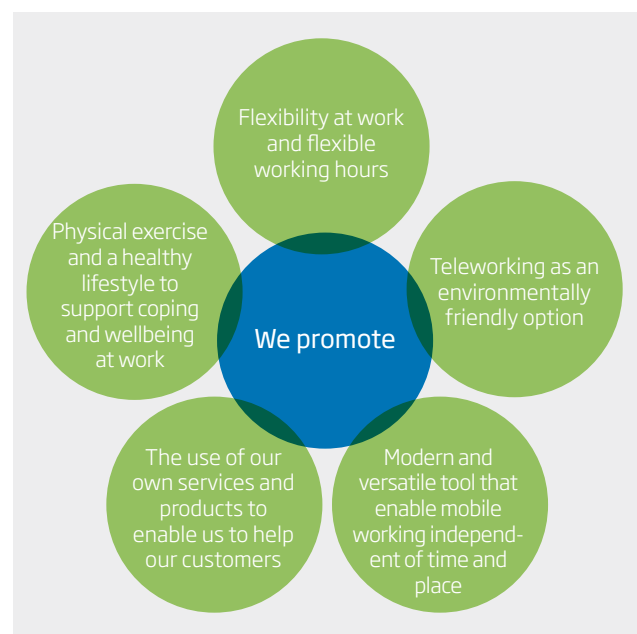 Flexibility at work
and flexible
working hours
Physical exercise
and a healthy
lifestyle to
support coping
and wellbeing
at work
Teleworking as an
environmentally
friendly option
We promote
The use of our
own services and
products to
enable us to help
our customers
Modern and
versatile tool that
enable mobile
working independ-
ent of time and
place